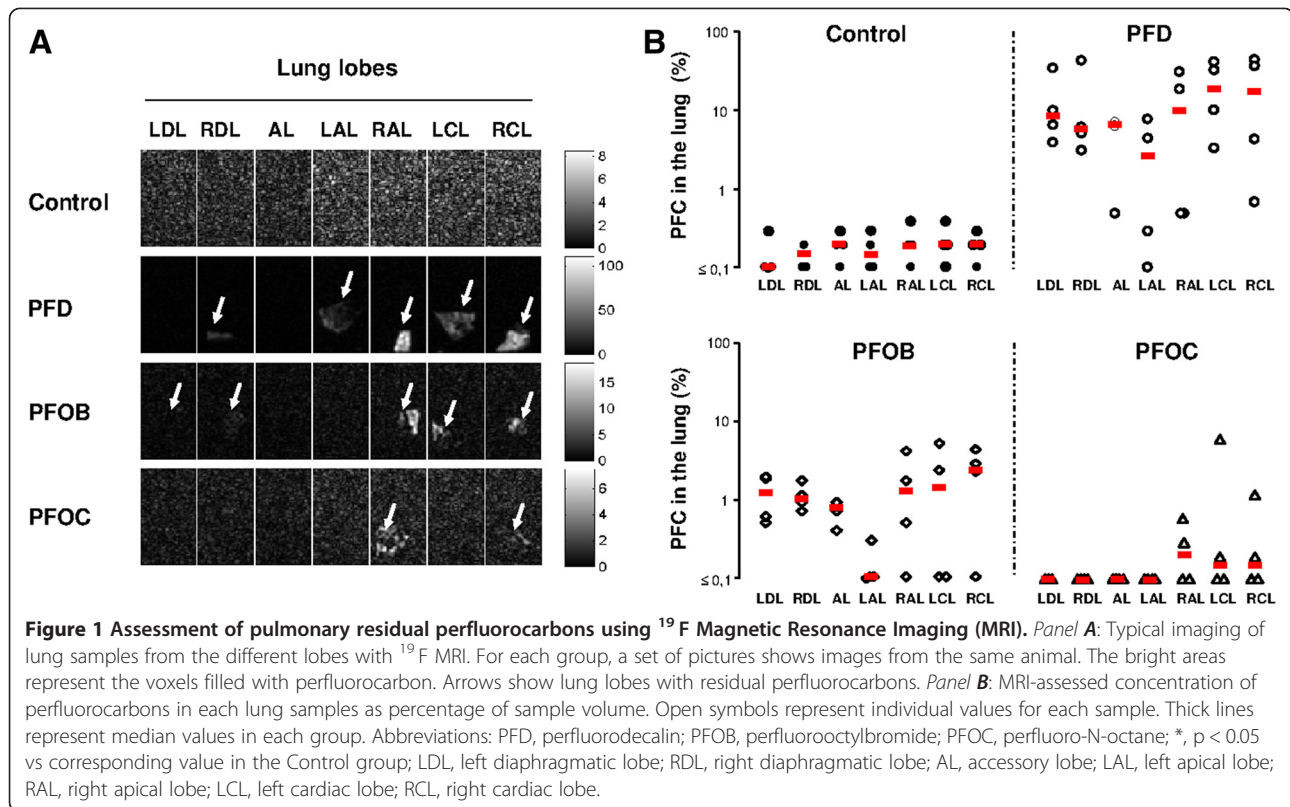 A
Lung lobes
LDL RDL AL LAL RAL LCL RCL
Control
8
6
4
2
0
PFD
100
50
0
PFOB
15
10
5
0
PFOC
6
4
2
0
B
Control
PFD
PFC in the lung (%)
100
10
1
≤ 0,1
LDL RDL AL LAL RAL LCL RCL
LDL RDL AL LAL RAL LCL RCL
PFOB
PFOC
PFC in the lung (%)
100
10
1
≤ 0,1
LDL RDL AL LAL RAL LCL RCL
LDL RDL AL LAL RAL LCL RCL
Figure 1 Assessment of pulmonary residual perfluorocarbons using ¹⁹F Magnetic Resonance Imaging (MRI). Panel A: Typical imaging of
lung samples from the different lobes with ¹⁹F MRI. For each group, a set of pictures shows images from the same animal. The bright areas
represent the voxels filled with perfluorocarbon. Arrows show lung lobes with residual perfluorocarbons. Panel B: MRI-assessed concentration of
perfluorocarbons in each lung samples as percentage of sample volume. Open symbols represent individual values for each sample. Thick lines
represent median values in each group. Abbreviations: PFD, perfluorodecalin; PFOB, perfluorooctylbromide; PFOC, perfluoro-N-octane; *, p < 0.05
vs corresponding value in the Control group; LDL, left diaphragmatic lobe; RDL, right diaphragmatic lobe; AL, accessory lobe; LAL, left apical lobe;
RAL, right apical lobe; LCL, left cardiac lobe; RCL, right cardiac lobe.